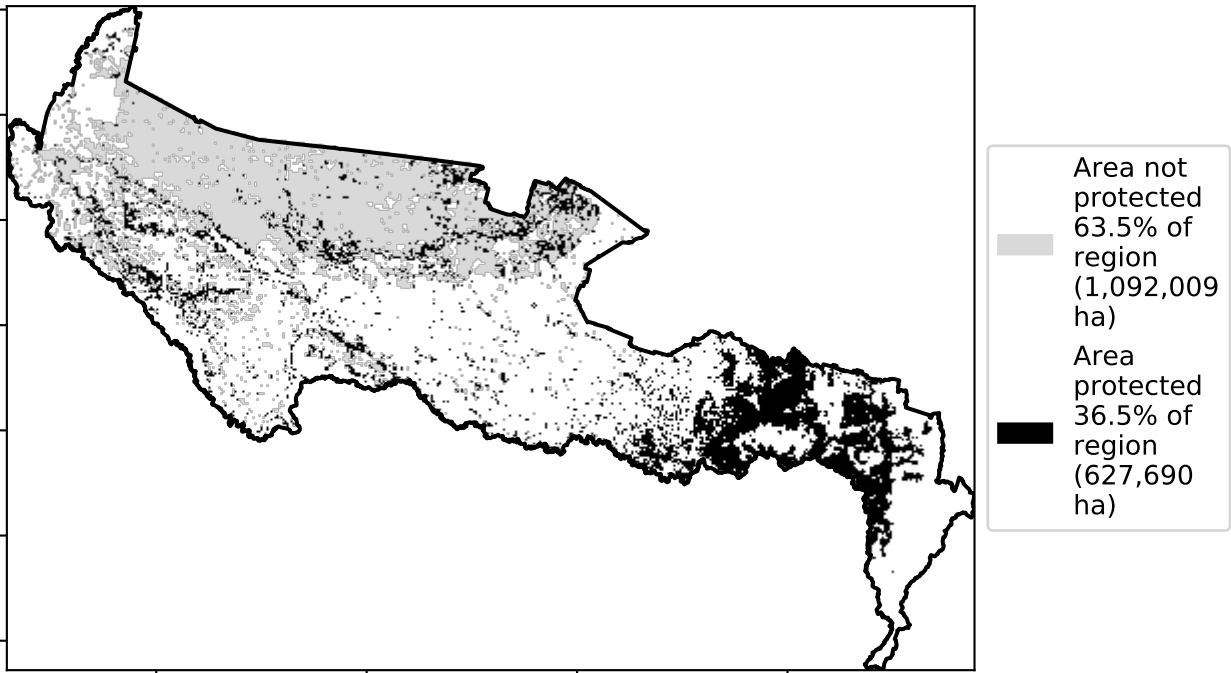 Area not
protected
63.5% of
region
(1,092,009
ha)
Area
protected
36.5% of
region
(627,690
ha)